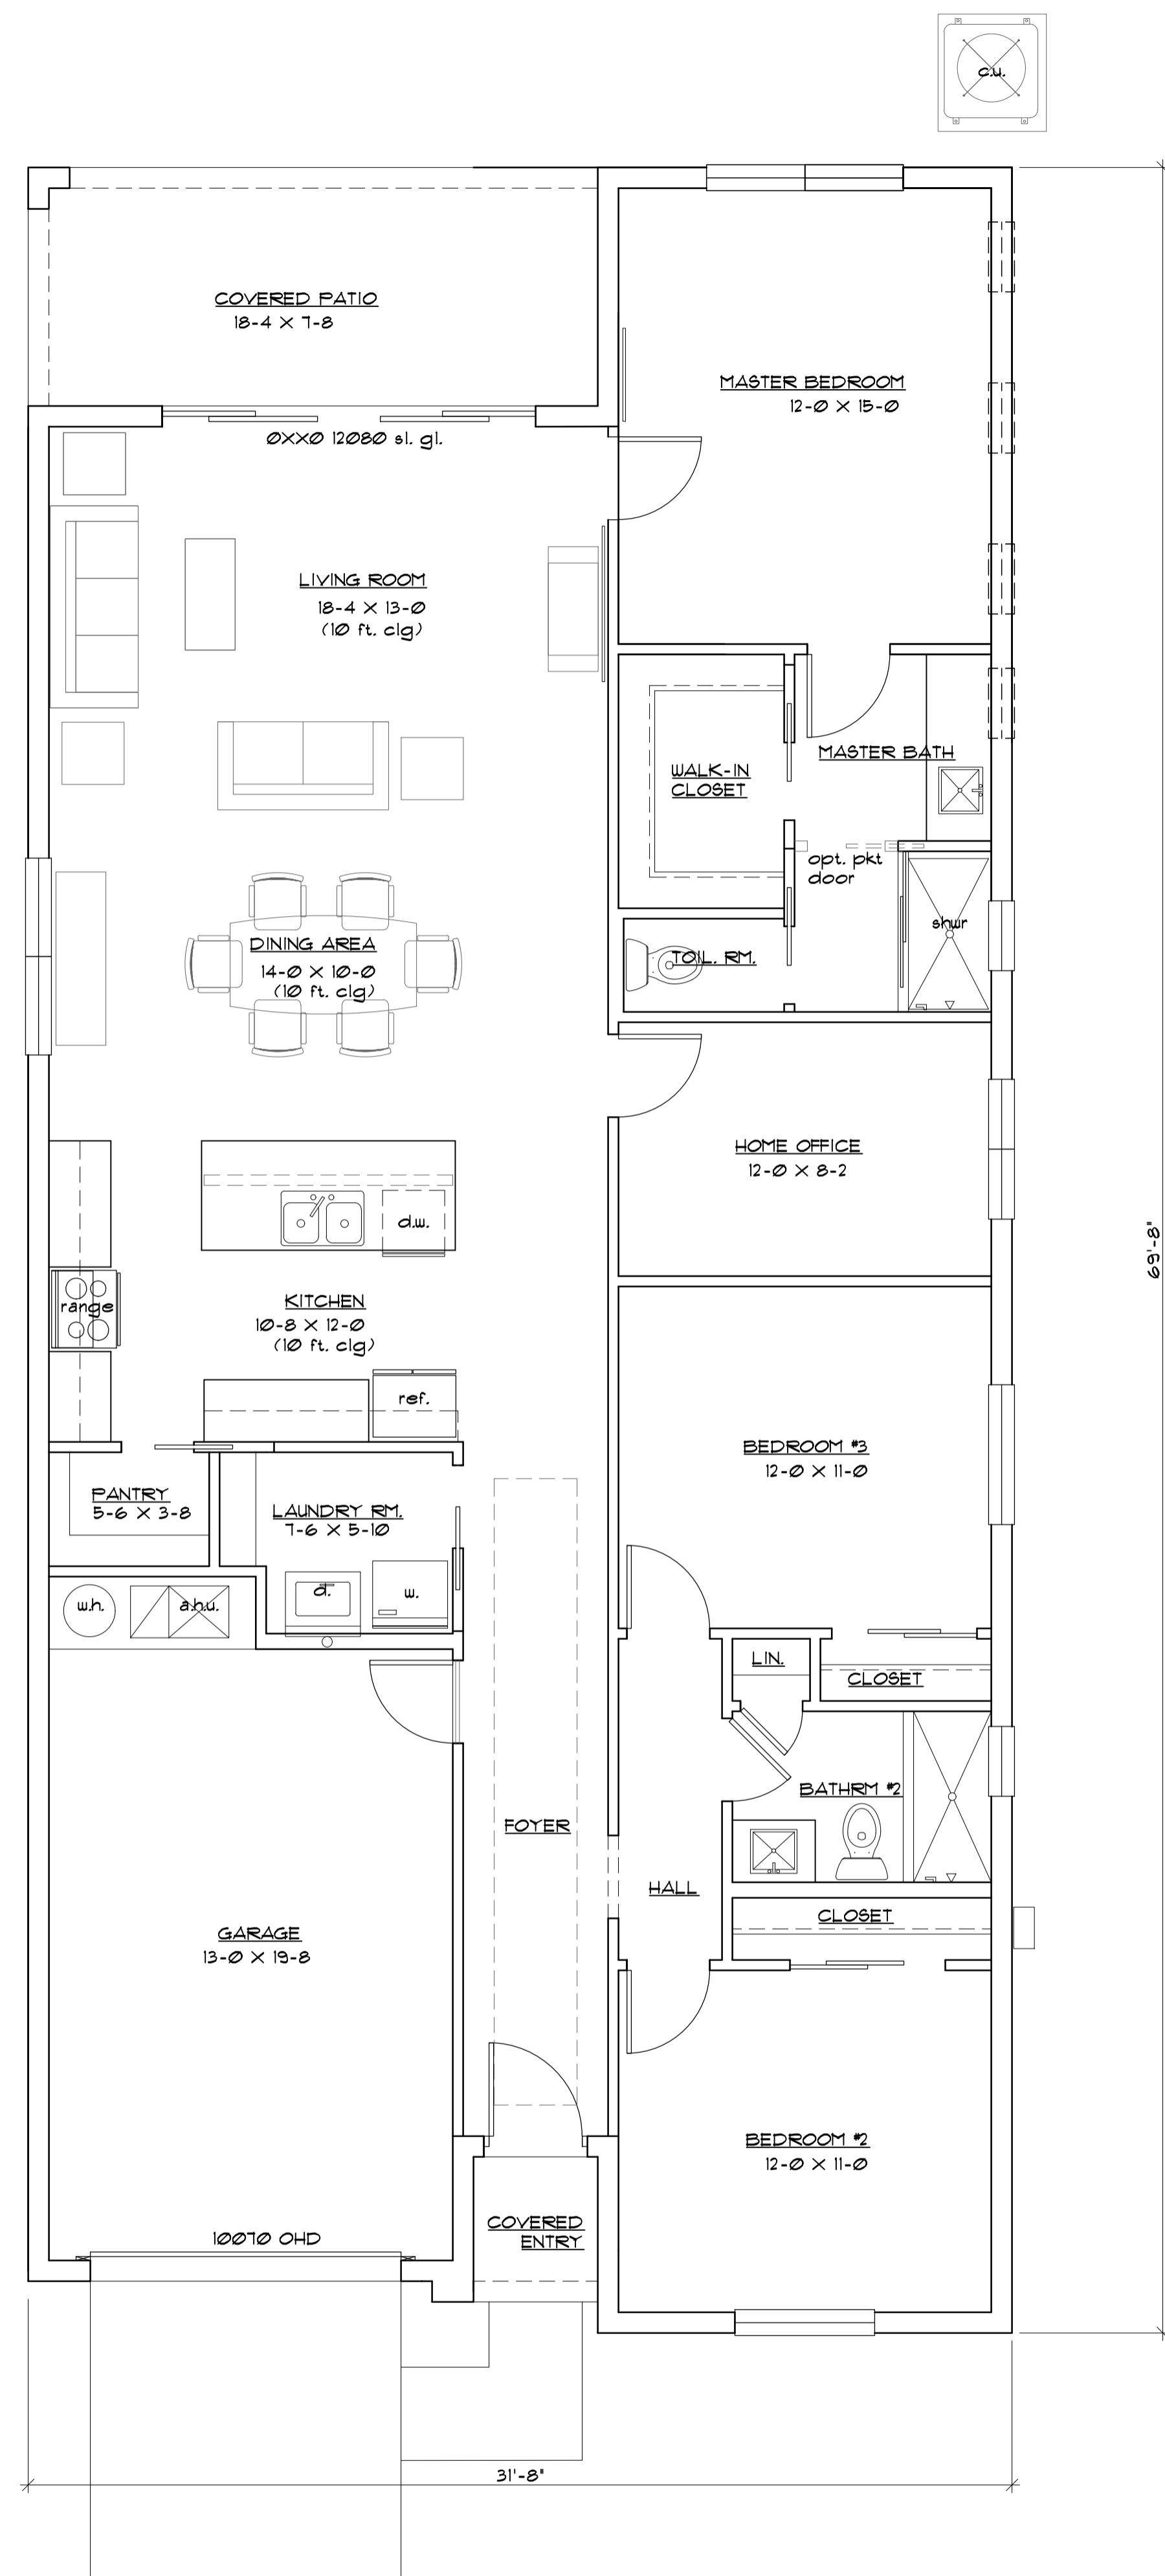 c.u.
COVERED PATIO
18-4 X 7-8
MASTER BEDROOM
12-0 X 15-0
OXXO 12080 sl. gl.
LIVING ROOM
18-4 X 13-0
(10 ft. clg)
WALK-IN
CLOSET
MASTER BATH
opt. pkt
door
shwr
TOIL. RM.
DINING AREA
14-0 X 10-0
(10 ft. clg)
HOME OFFICE
12-0 X 8-2
d.w.
69'-8"
range
KITCHEN
10-8 X 12-0
(10 ft. clg)
ref.
BEDROOM #3
12-0 X 11-0
PANTRY
5-6 X 3-8
LAUNDRY RM.
7-6 X 5-10
d.
w.
w.h.
a.h.u.
LIN.
CLOSET
BATHRM #2
FOYER
HALL
CLOSET
GARAGE
13-0 X 19-8
BEDROOM #2
12-0 X 11-0
COVERED
ENTRY
10070 OHD
31'-8"